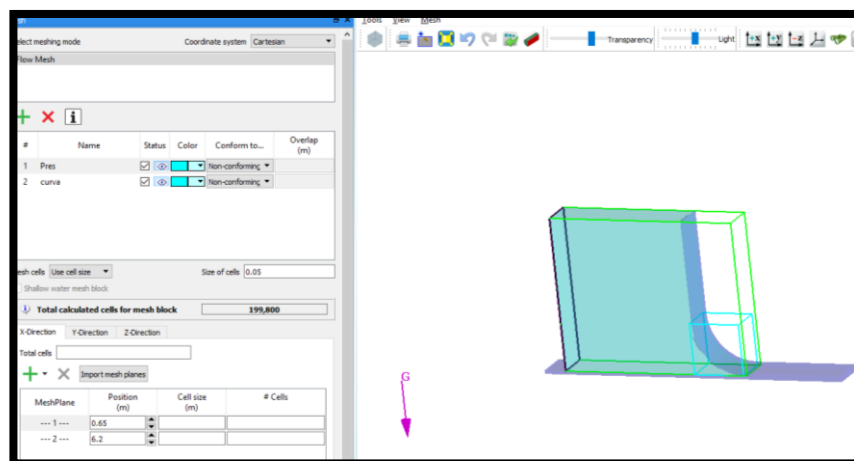 Tools View Mesh
Select meshing mode Coordinate system Cartesian
Flow Mesh
Transparency Light
# Name Status Color Conform to... Overlap (m)
1 Pres Non-conforming
2 curva Non-conforming
Mesh cells Use cell size Size of cells 0.05
Shallow water mesh block
Total calculated cells for mesh block 199,800
X-Direction Y-Direction Z-Direction
Total cells
Import mesh planes
MeshPlane Position (m) Cell size (m) # Cells
--- 1 --- 0.65
--- 2 --- 6.2
G